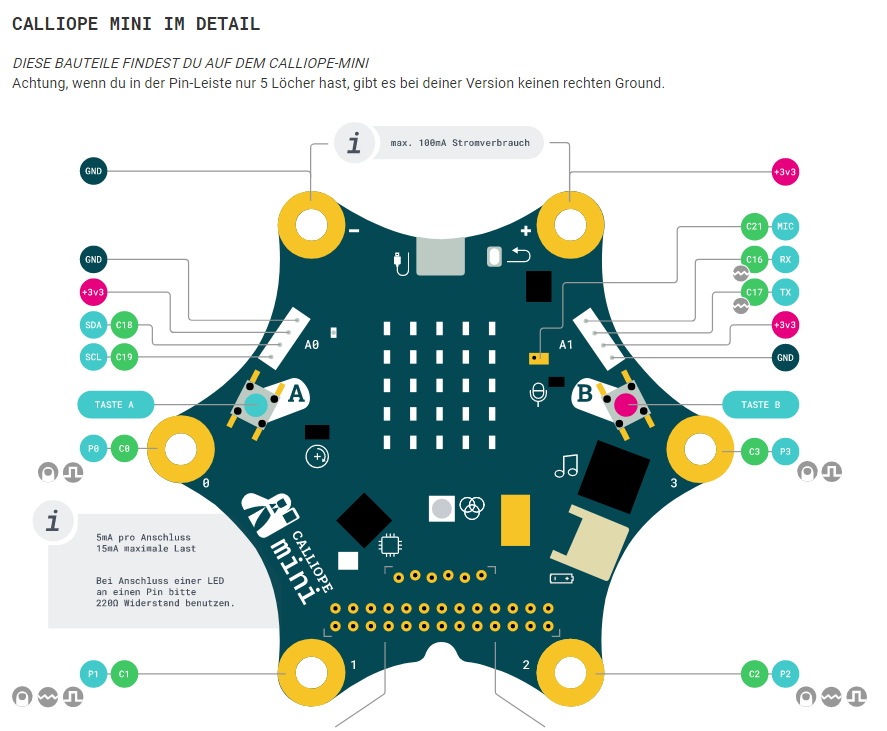 CALLIOPE MINI IM DETAIL
DIESE BAUTEILE FINDEST DU AUF DEM CALLIOPE-MINI
Achtung, wenn du in der Pin-Leiste nur 5 Löcher hast, gibt es bei deiner Version keinen rechten Ground.
i max. 100mA Stromverbrauch
GND
+3v3
− +
C21 MIC
GND
C16 RX
+3v3
C17 TX
SDA C18
+3v3
A0
A1
SCL C19
GND
A
B
TASTE A
TASTE B
P0 C0
C3 P3
0
3
i
5mA pro Anschluss
15mA maximale Last
Bei Anschluss einer LED
an einen Pin bitte
220Ω Widerstand benutzen.
CALLIOPE
mini
1
2
P1 C1
C2 P2